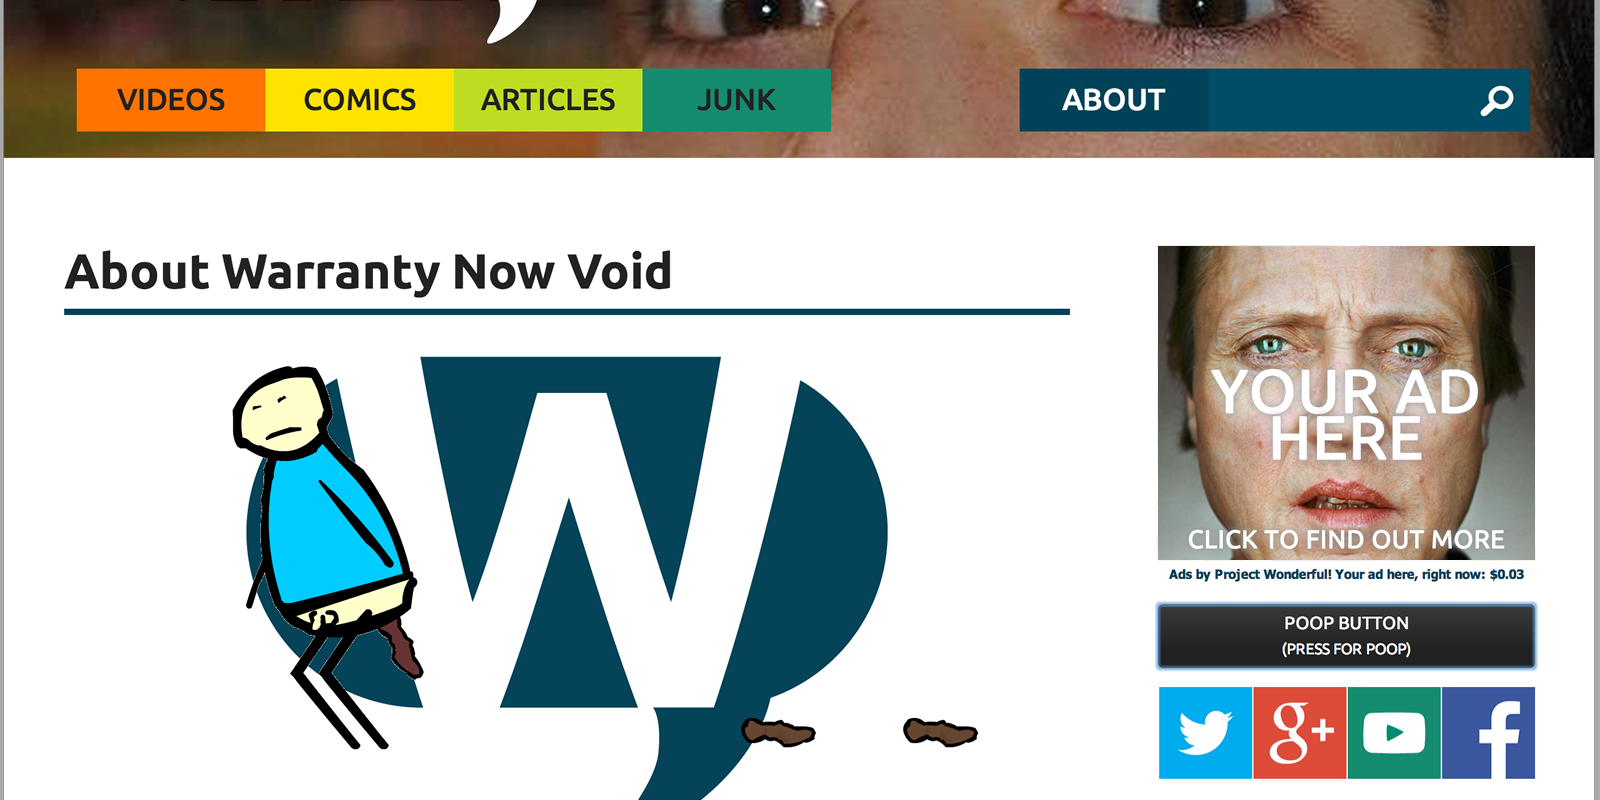 VIDEOS COMICS ARTICLES JUNK ABOUT
About Warranty Now Void
W
YOUR AD
HERE
CLICK TO FIND OUT MORE
Ads by Project Wonderful! Your ad here, right now: $0.03
POOP BUTTON
(PRESS FOR POOP)
g+ f